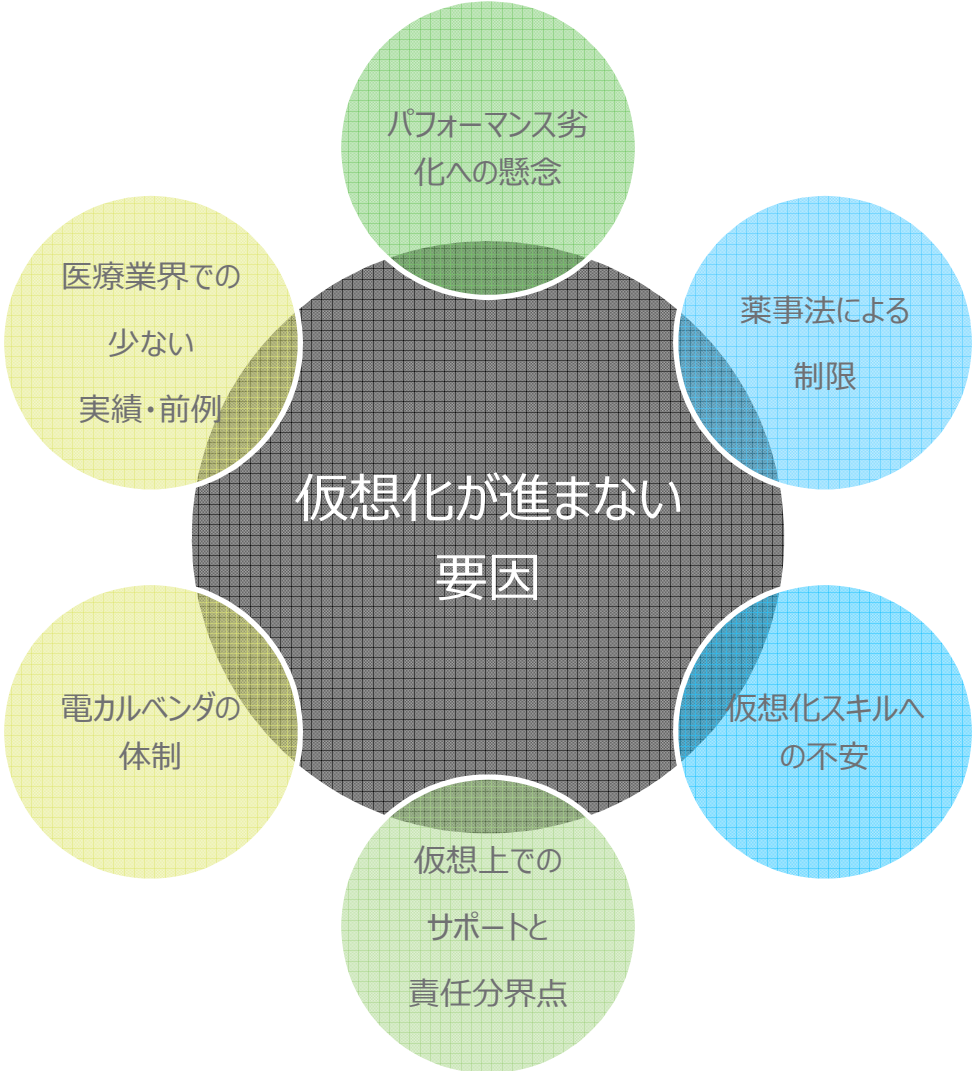 パフォーマンス劣
化への懸念
薬事法による
制限
仮想化スキルへ
の不安
仮想上での
サポートと
責任分界点
電カルベンダの
体制
医療業界での
少ない
実績・前例
仮想化が進まない
要因